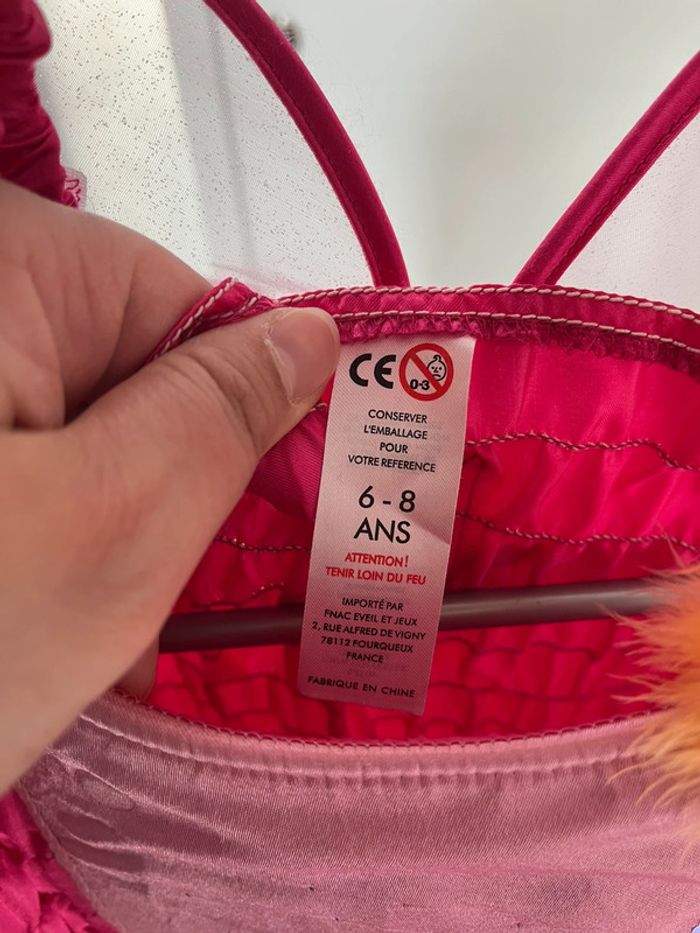 CE 0-3
CONSERVER
L'EMBALLAGE
POUR
VOTRE REFERENCE
6 - 8
ANS
ATTENTION!
TENIR LOIN DU FEU
IMPORTÉ PAR
FNAC EVEIL ET JEUX
2, RUE ALFRED DE VIGNY
78112 FOURQUEUX
FRANCE
FABRIQUE EN CHINE